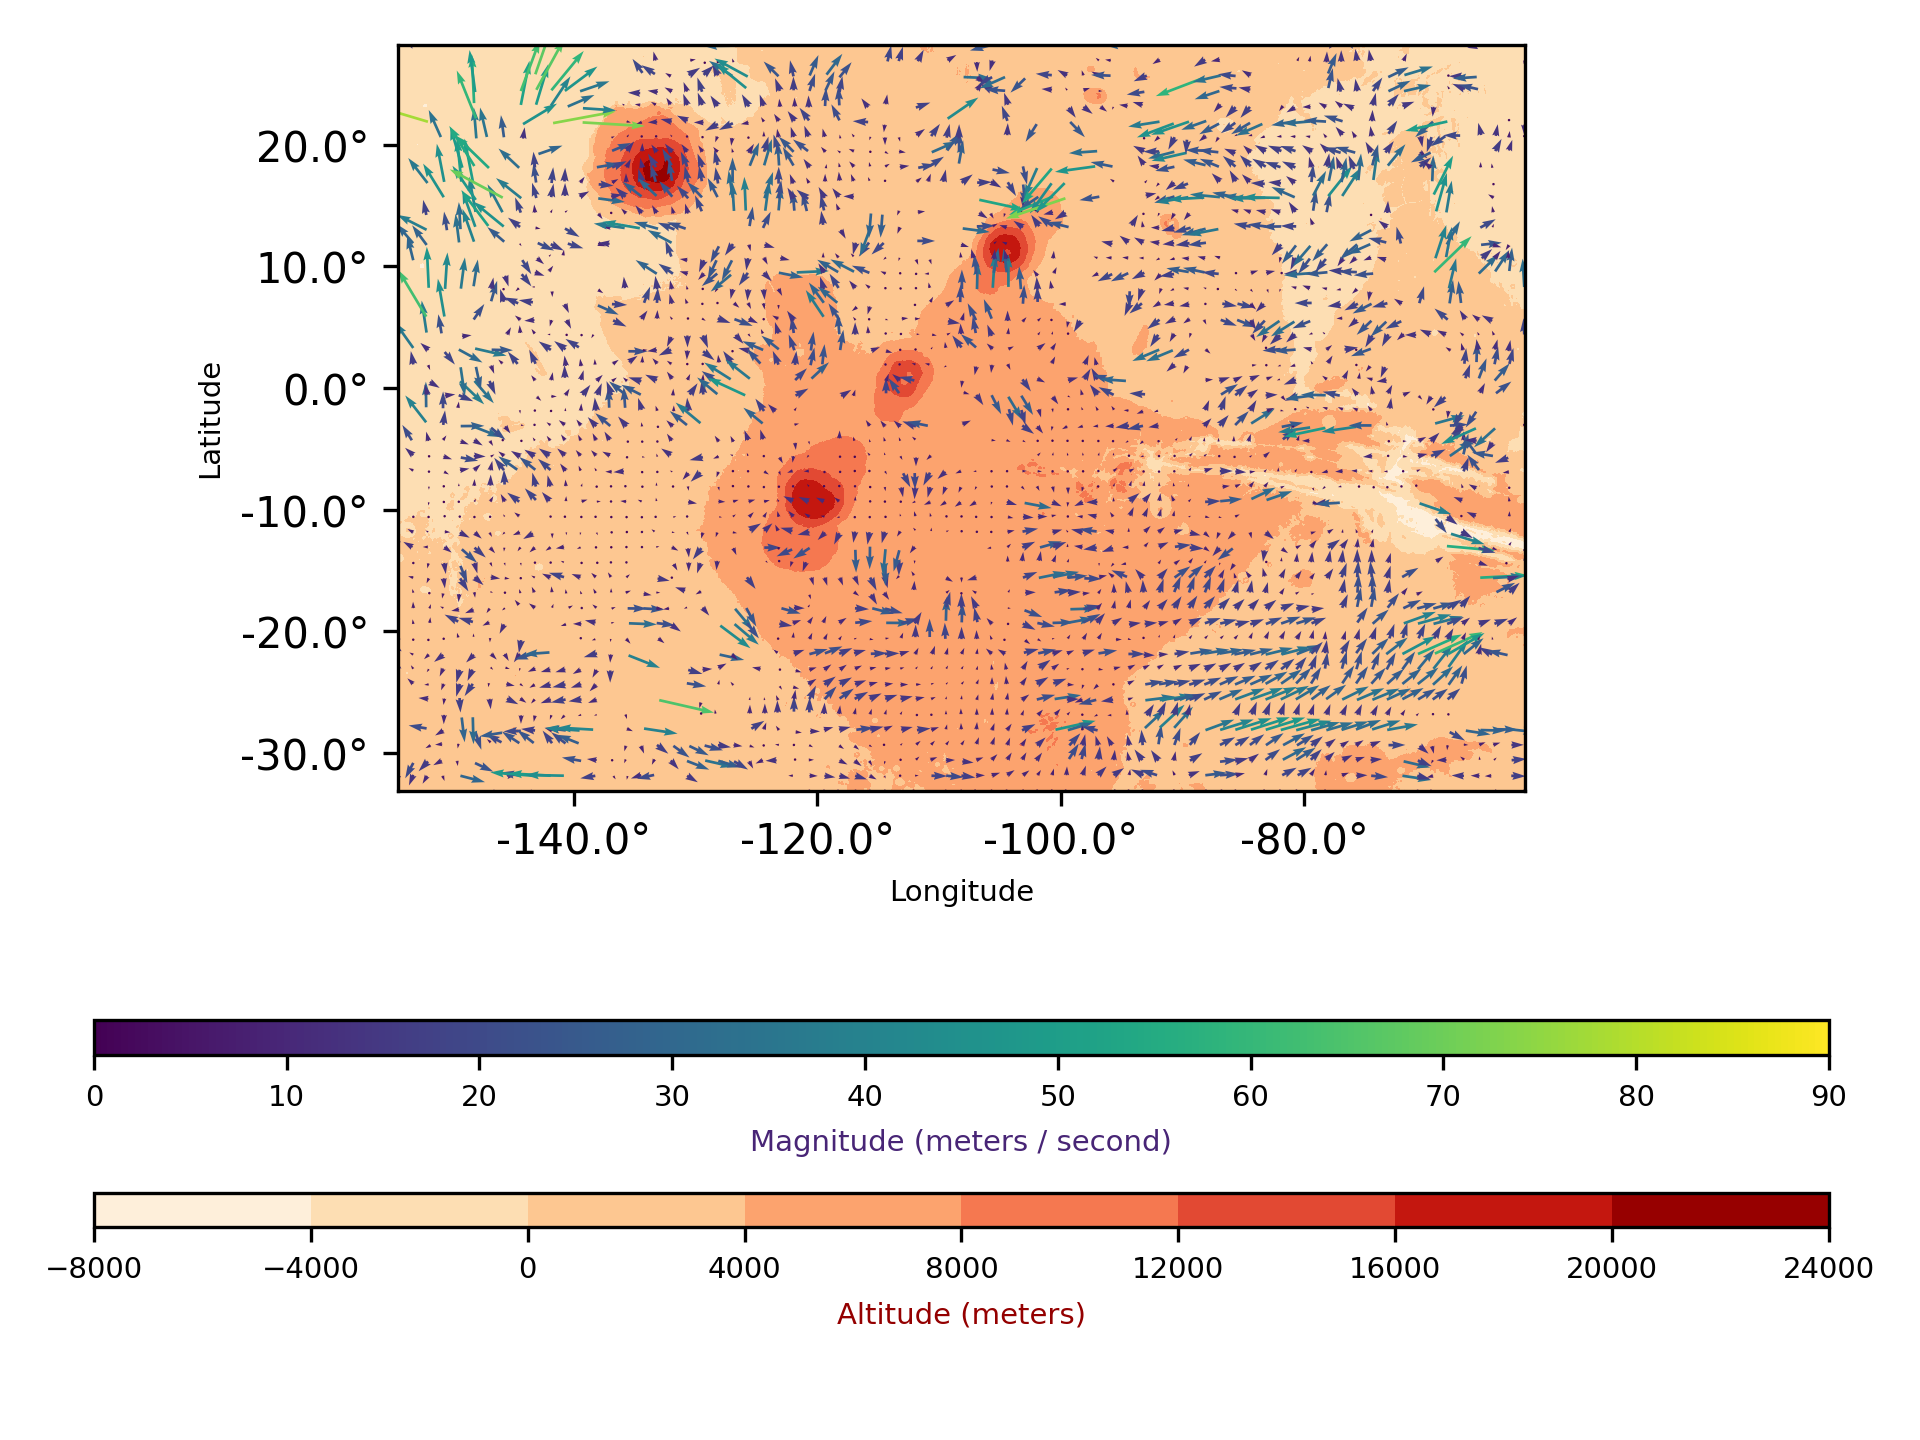 20.0°
10.0°
0.0°
-10.0°
-20.0°
-30.0°
Latitude
-140.0° -120.0° -100.0° -80.0°
Longitude
0 10 20 30 40 50 60 70 80 90
Magnitude (meters / second)
−8000 −4000 0 4000 8000 12000 16000 20000 24000
Altitude (meters)